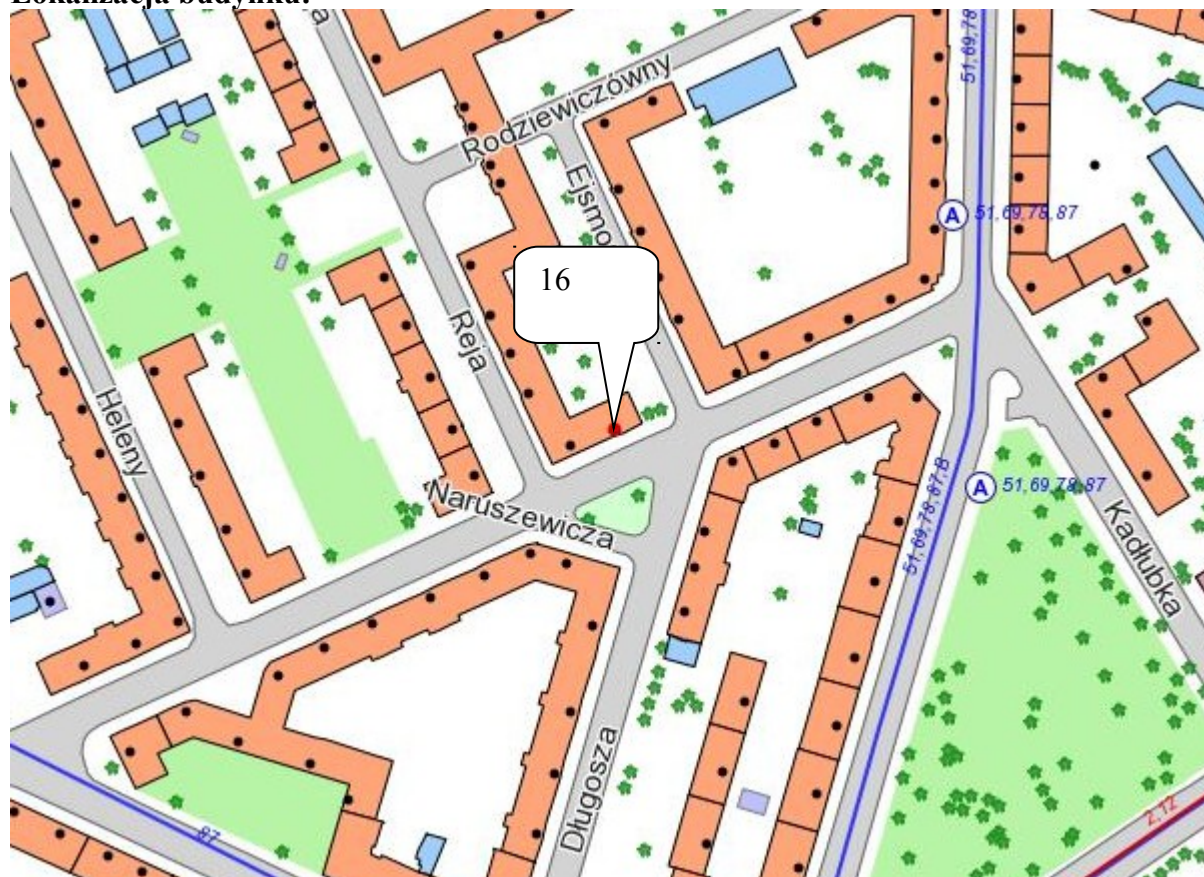 Lokalizacja budynku:
51,69,78
Rodziewiczówny
Ejsmo
A 51,69,78,87
16
Reja
Heleny
Naruszewicza
A 51,69,78,87
51,69,78,87,B
Kadłubka
Długosza
2,12
87